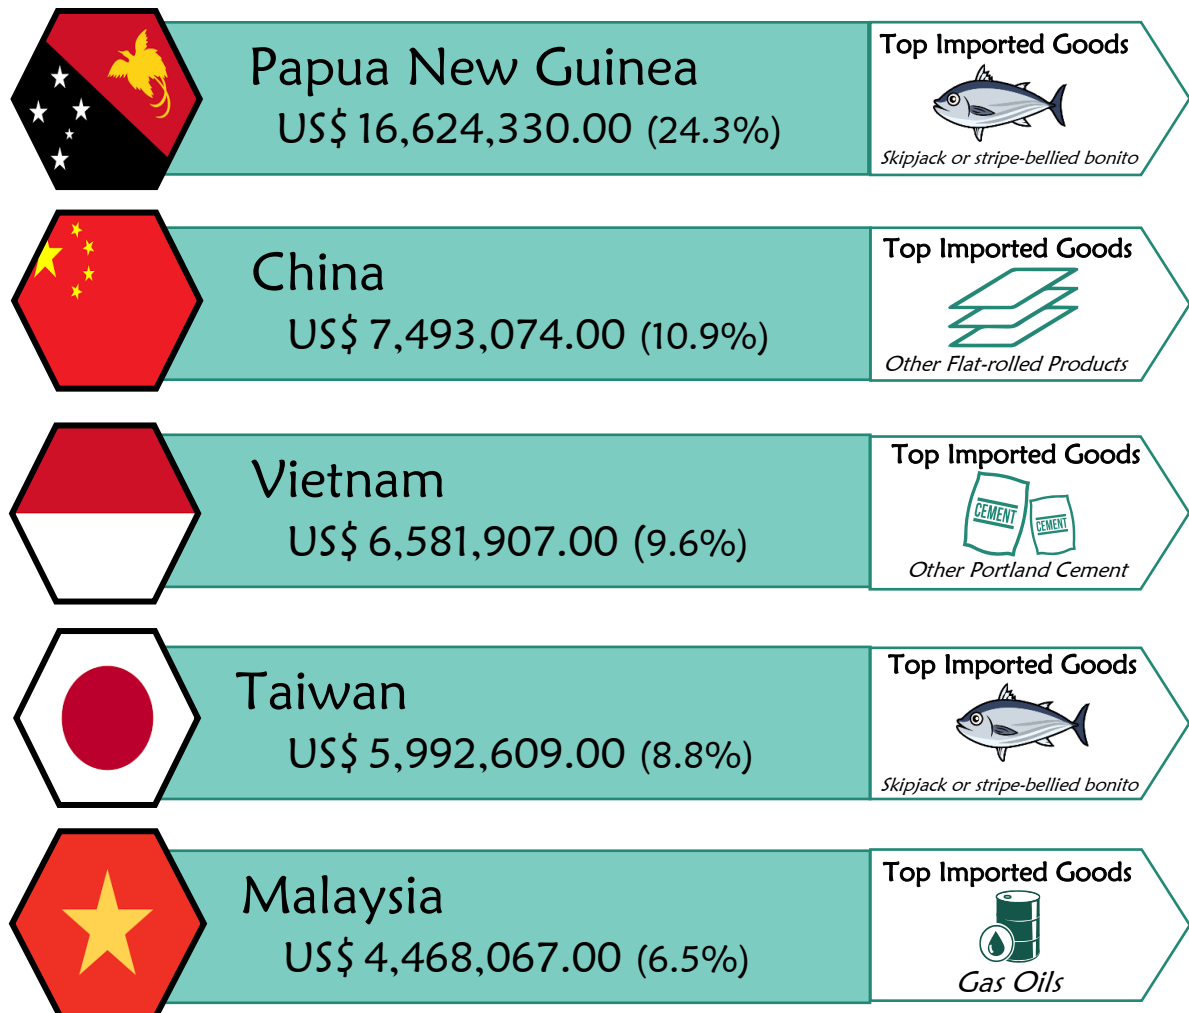 Papua New Guinea
US$ 16,624,330.00 (24.3%)
Top Imported Goods
Skipjack or stripe-bellied bonito
China
US$ 7,493,074.00 (10.9%)
Top Imported Goods
Other Flat-rolled Products
Vietnam
US$ 6,581,907.00 (9.6%)
Top Imported Goods
CEMENT
CEMENT
Other Portland Cement
Taiwan
US$ 5,992,609.00 (8.8%)
Top Imported Goods
Skipjack or stripe-bellied bonito
Malaysia
US$ 4,468,067.00 (6.5%)
Top Imported Goods
Gas Oils